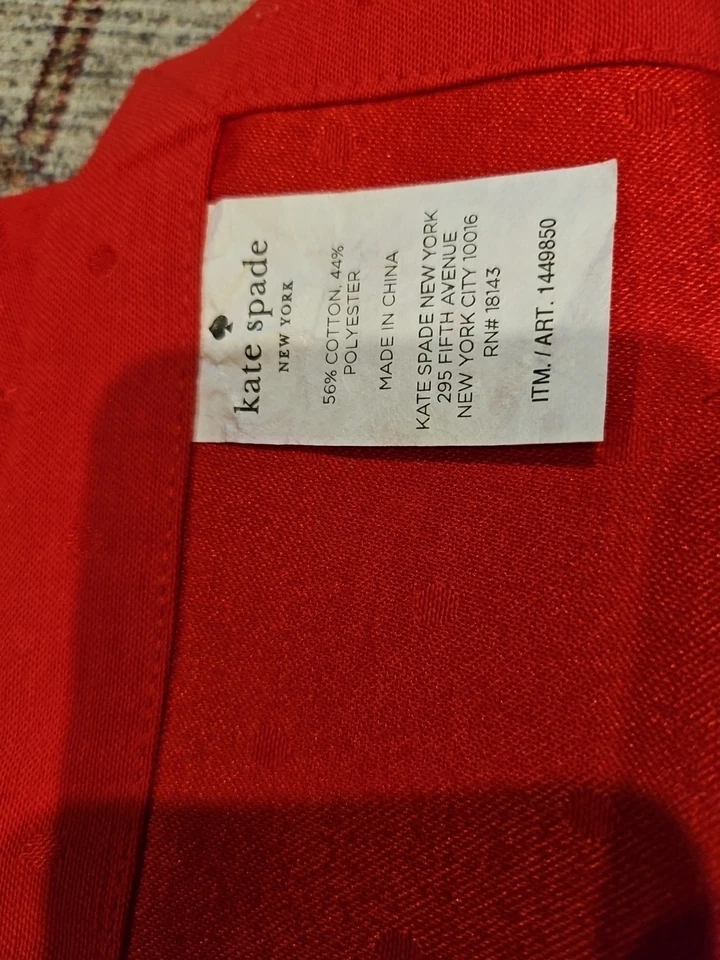 kate spade
NEW YORK
56% COTTON, 44%
POLYESTER
MADE IN CHINA
KATE SPADE NEW YORK
295 FIFTH AVENUE
NEW YORK CITY 10016
RN# 18143
ITM. / ART. 1449850